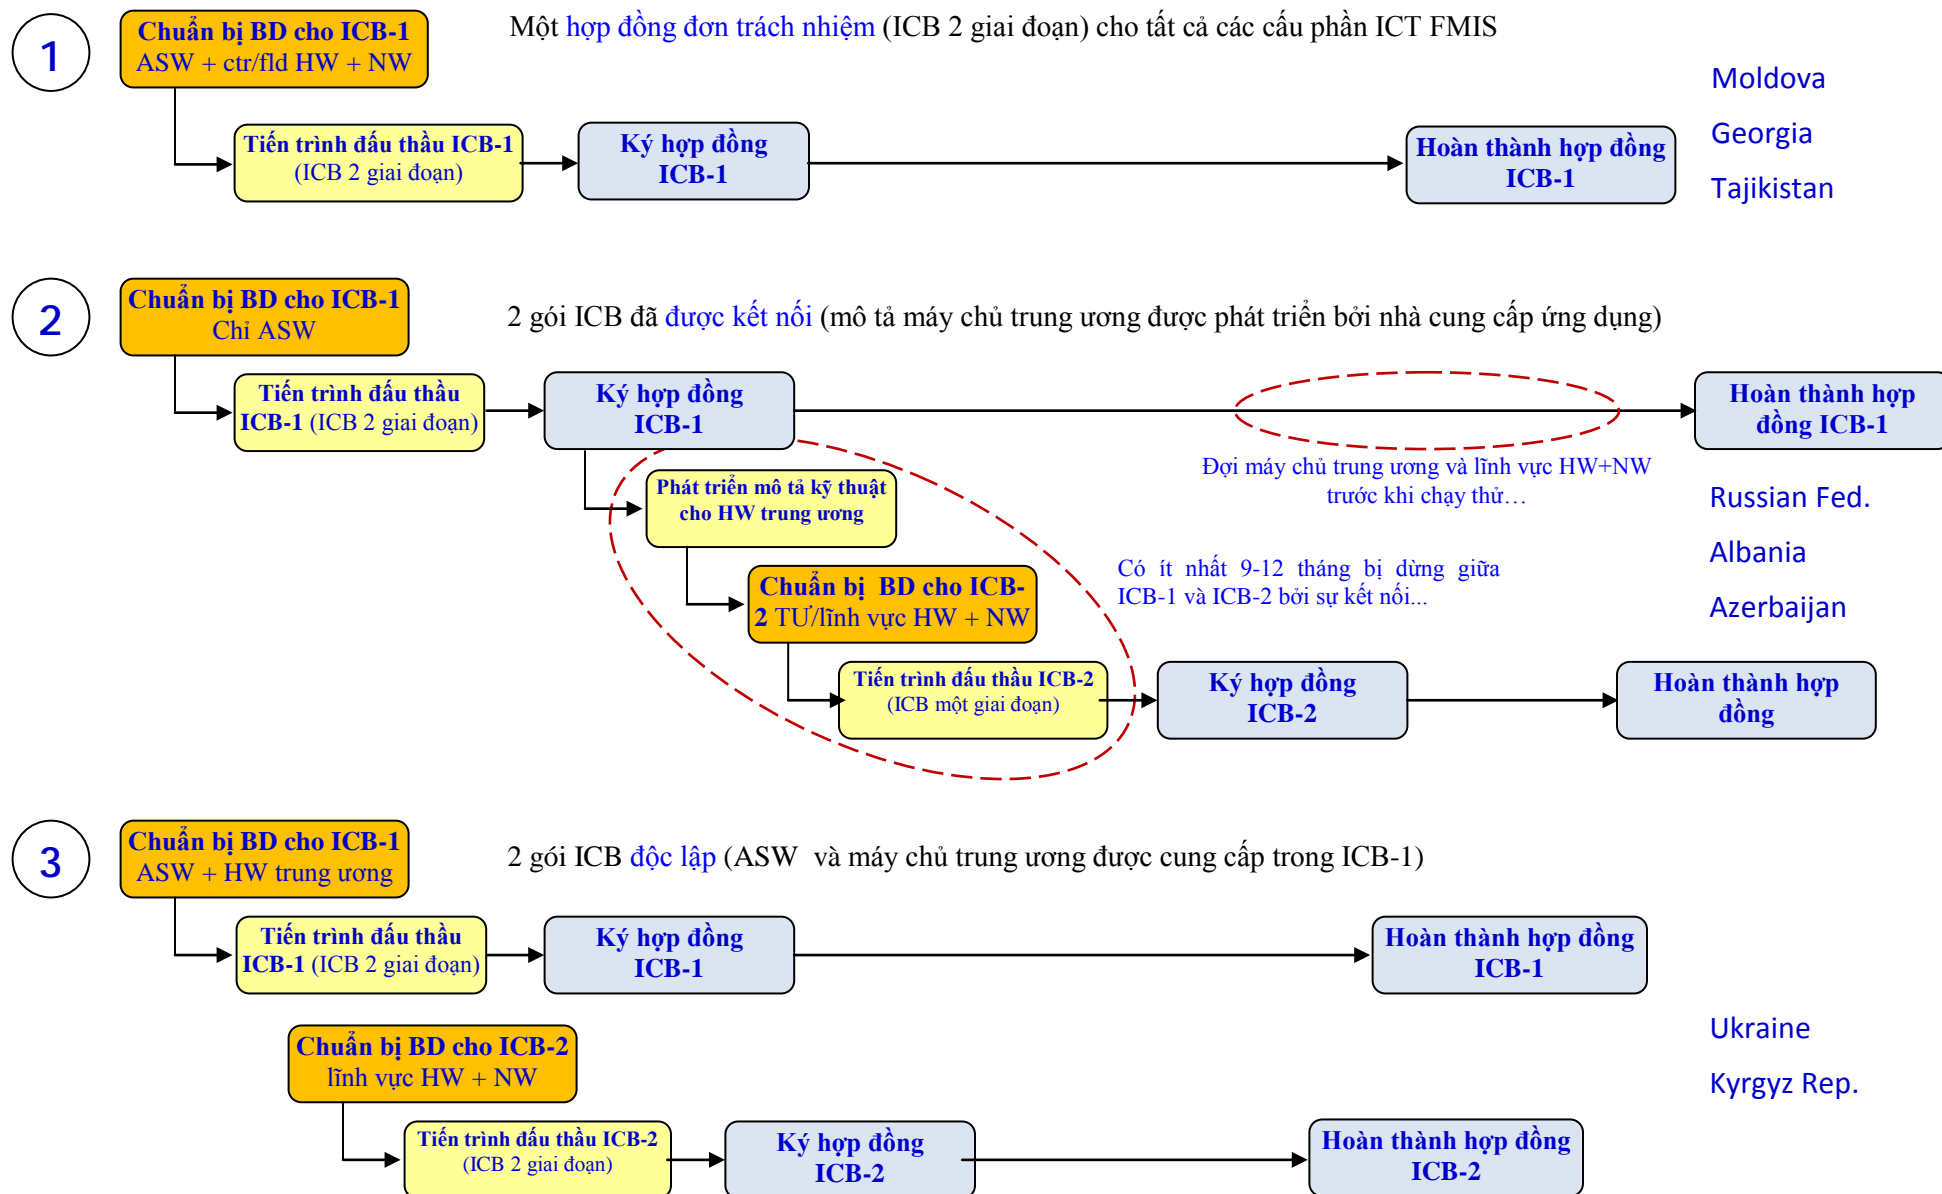 1
Chuẩn bị BD cho ICB-1
ASW + ctr/fld HW + NW
Một hợp đồng đơn trách nhiệm (ICB 2 giai đoạn) cho tất cả các cấu phần ICT FMIS
Tiến trình đấu thầu ICB-1
(ICB 2 giai đoạn)
Ký hợp đồng
ICB-1
Hoàn thành hợp đồng
ICB-1
Moldova
Georgia
Tajikistan
2
Chuẩn bị BD cho ICB-1
Chỉ ASW
2 gói ICB đã được kết nối (mô tả máy chủ trung ương được phát triển bởi nhà cung cấp ứng dụng)
Tiến trình đấu thầu
ICB-1 (ICB 2 giai đoạn)
Ký hợp đồng
ICB-1
Hoàn thành hợp
đồng ICB-1
Đợi máy chủ trung ương và lĩnh vực HW+NW
trước khi chạy thử…
Phát triển mô tả kỹ thuật
cho HW trung ương
Có ít nhất 9-12 tháng bị dừng giữa
ICB-1 và ICB-2 bởi sự kết nối...
Chuẩn bị BD cho ICB-
2 TƯ/lĩnh vực HW + NW
Tiến trình đấu thầu ICB-2
(ICB một giai đoạn)
Ký hợp đồng
ICB-2
Hoàn thành hợp
đồng
Russian Fed.
Albania
Azerbaijan
3
Chuẩn bị BD cho ICB-1
ASW + HW trung ương
2 gói ICB độc lập (ASW và máy chủ trung ương được cung cấp trong ICB-1)
Tiến trình đấu thầu
ICB-1 (ICB 2 giai đoạn)
Ký hợp đồng
ICB-1
Hoàn thành hợp đồng
ICB-1
Chuẩn bị BD cho ICB-2
lĩnh vực HW + NW
Tiến trình đấu thầu ICB-2
(ICB 2 giai đoạn)
Ký hợp đồng
ICB-2
Hoàn thành hợp đồng
ICB-2
Ukraine
Kyrgyz Rep.